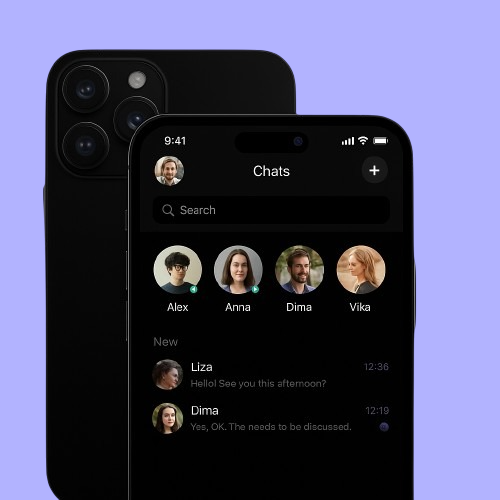 9:41
Chats
Search
Alex Anna Dima Vika
New
Liza 12:36
Hello! See you this afternoon?
Dima 12:19
Yes, OK. The needs to be discussed.